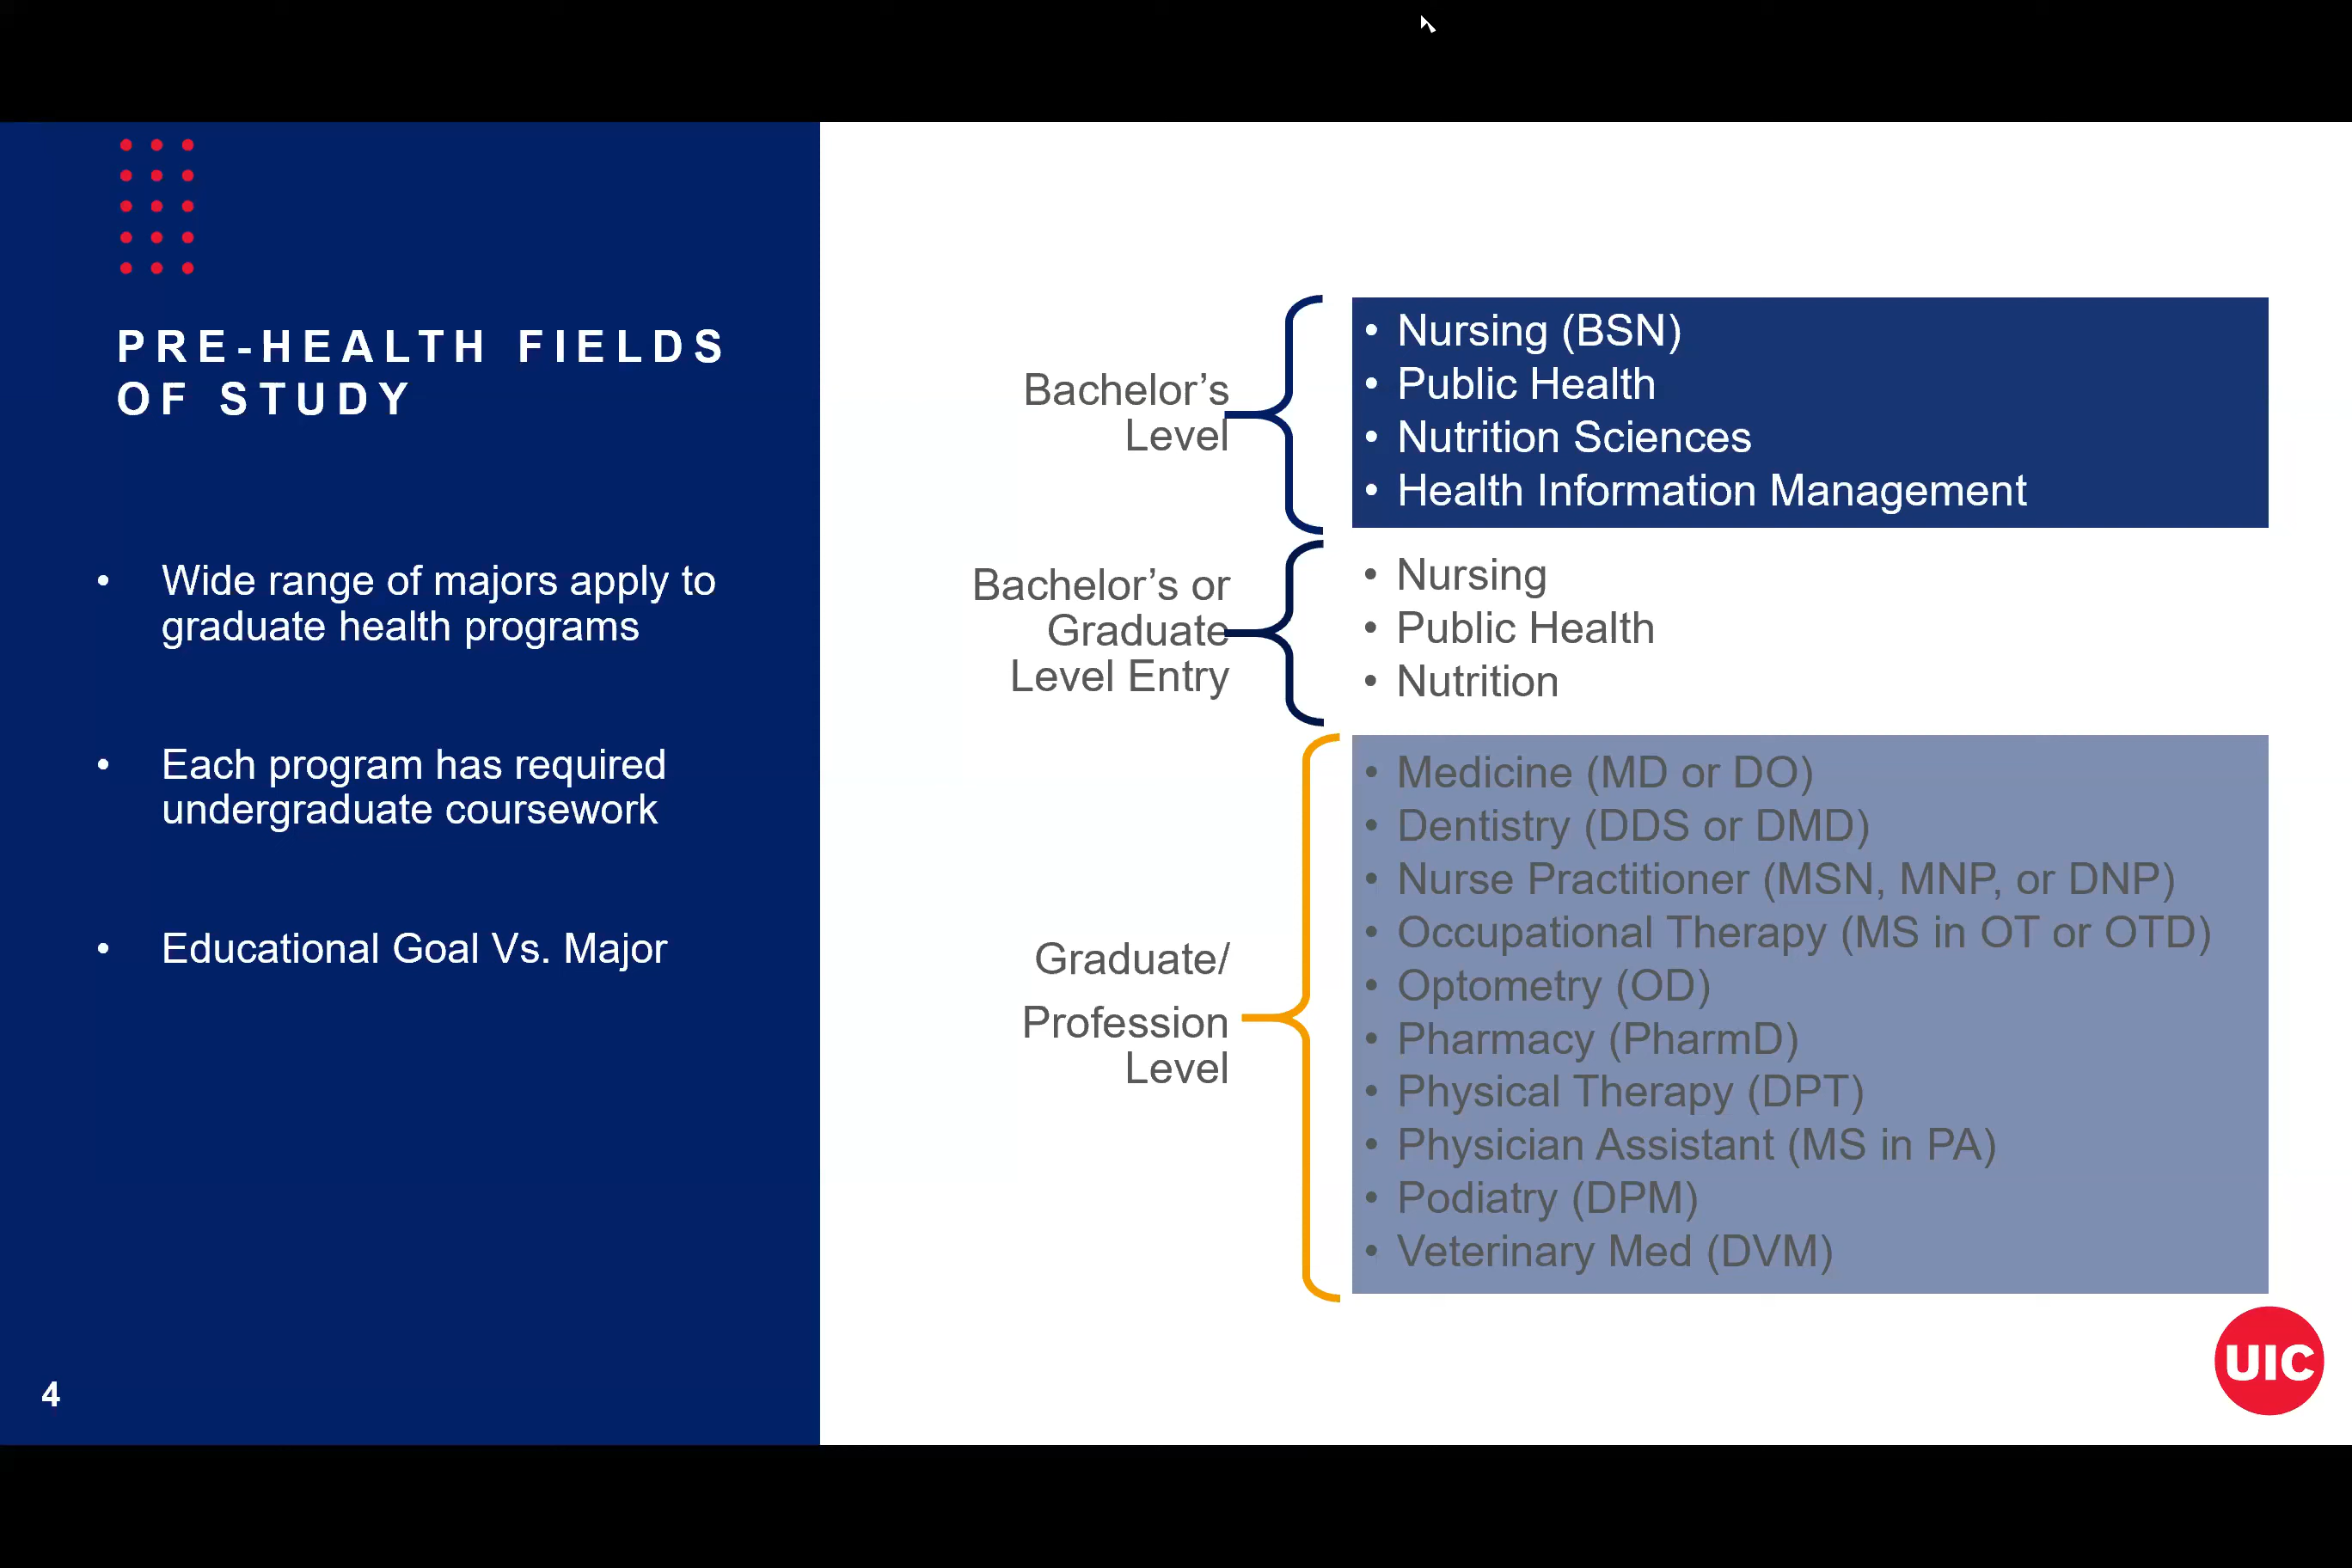 PRE-HEALTH FIELDS
OF STUDY
• Wide range of majors apply to
graduate health programs
• Each program has required
undergraduate coursework
• Educational Goal Vs. Major
4
Bachelor’s
Level
• Nursing (BSN)
• Public Health
• Nutrition Sciences
• Health Information Management
Bachelor’s or
Graduate
Level Entry
• Nursing
• Public Health
• Nutrition
Graduate/
Profession
Level
• Medicine (MD or DO)
• Dentistry (DDS or DMD)
• Nurse Practitioner (MSN, MNP, or DNP)
• Occupational Therapy (MS in OT or OTD)
• Optometry (OD)
• Pharmacy (PharmD)
• Physical Therapy (DPT)
• Physician Assistant (MS in PA)
• Podiatry (DPM)
• Veterinary Med (DVM)
UIC